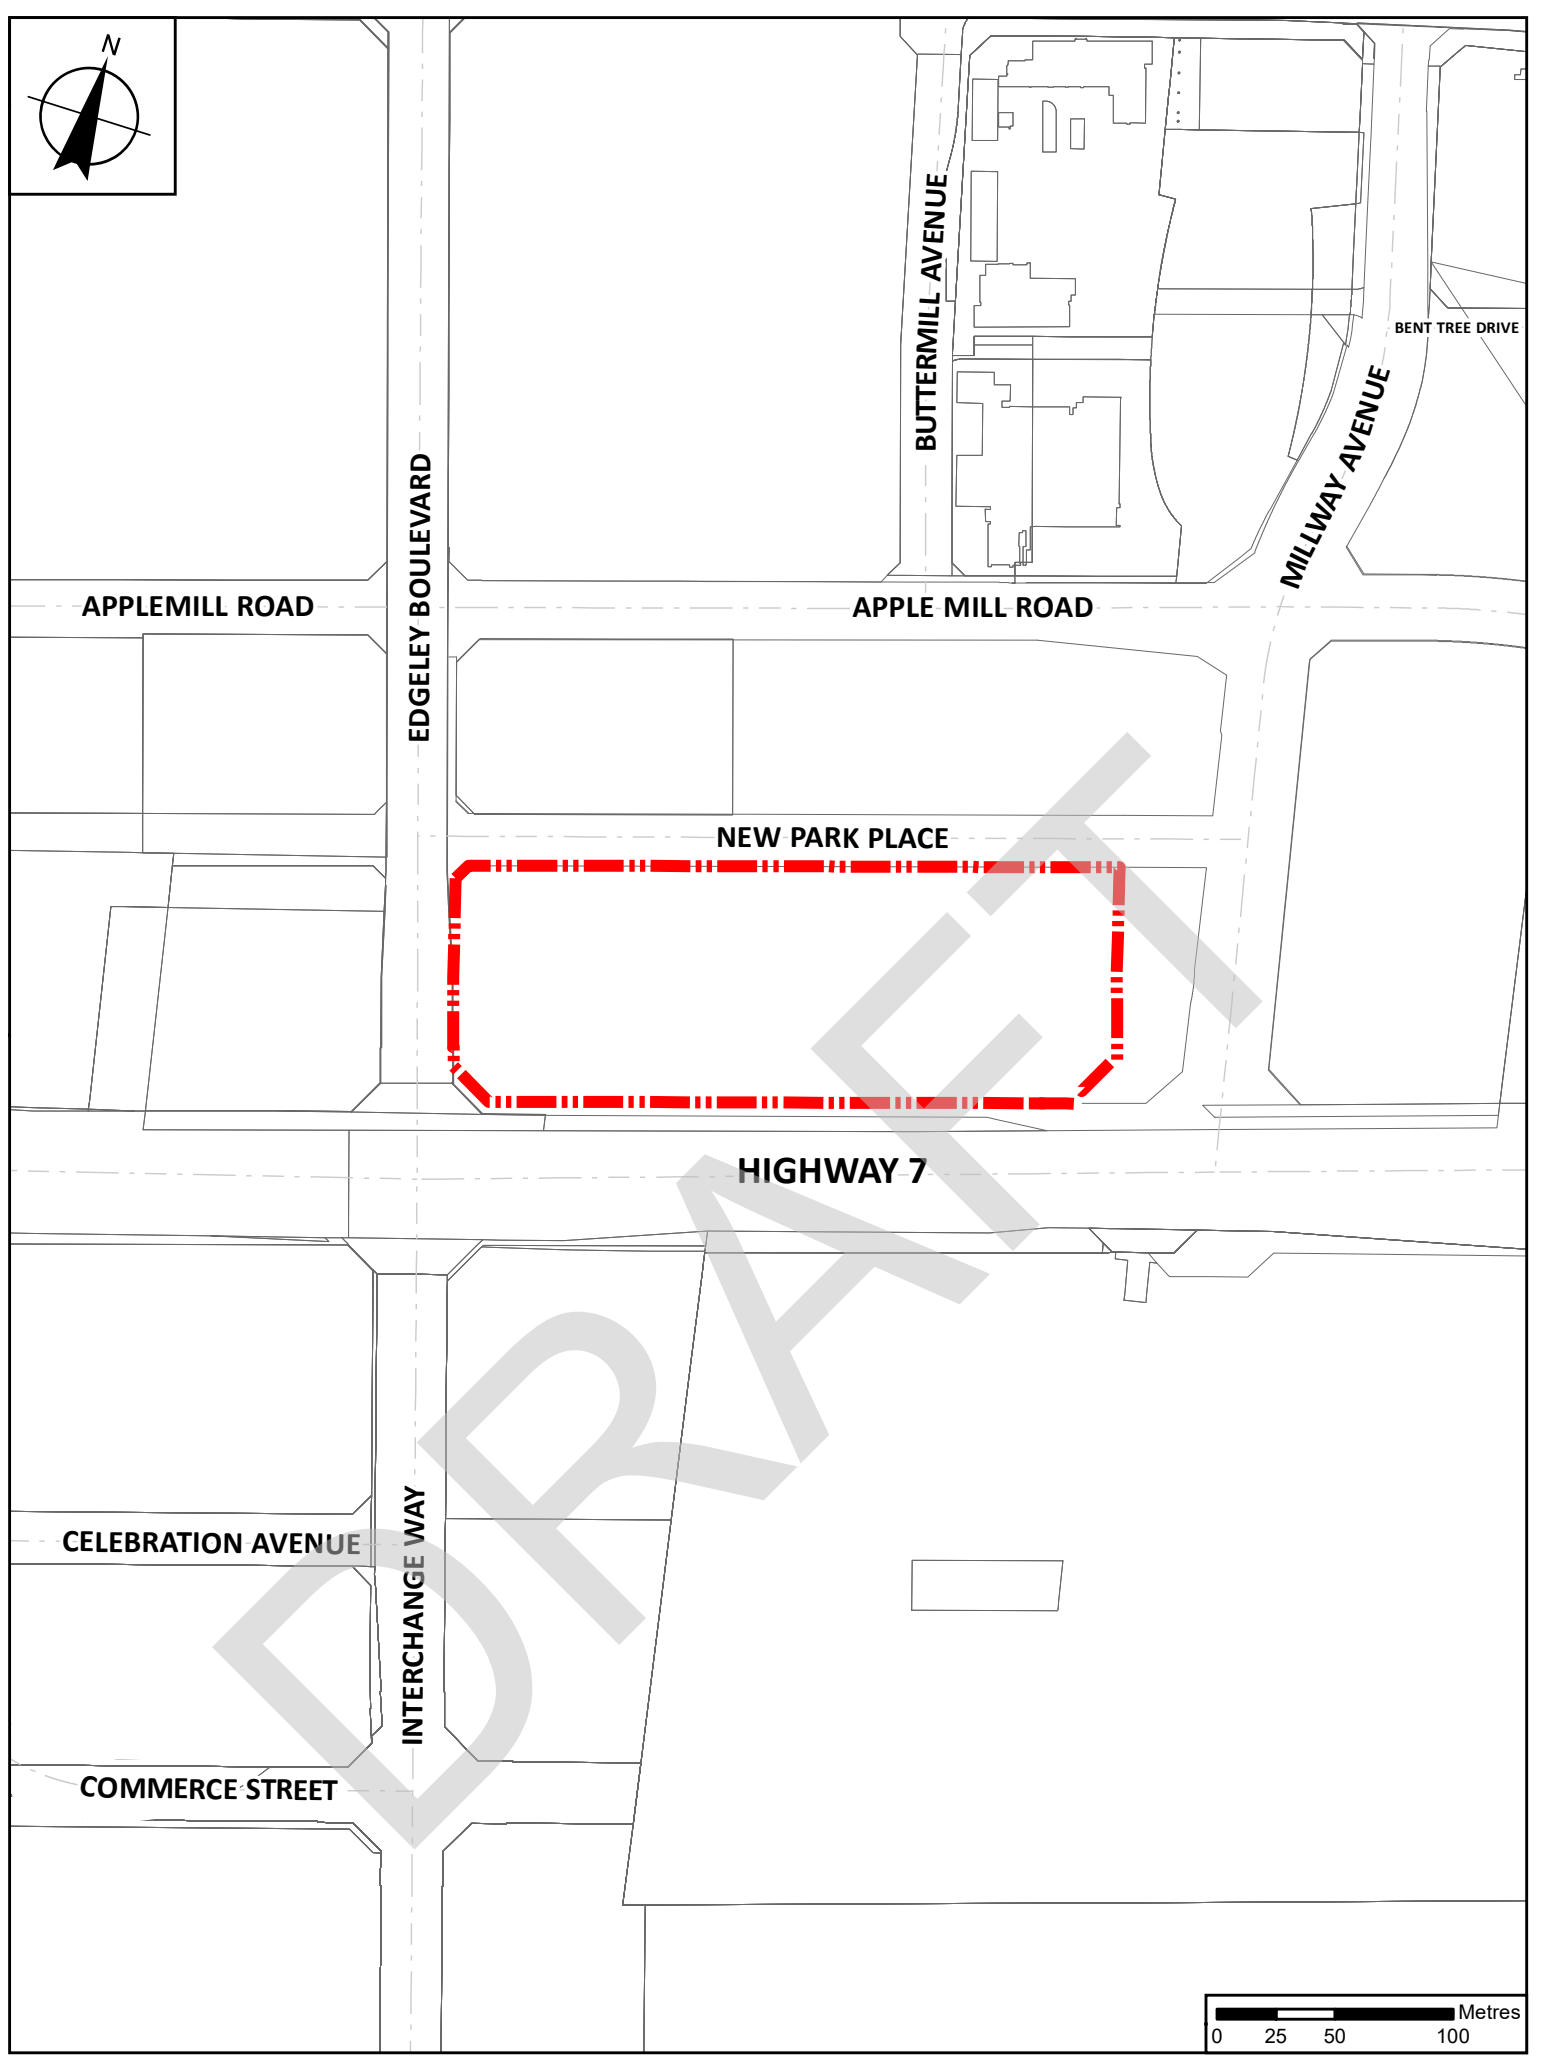 N
BUTTERMILL AVENUE
BENT TREE DRIVE
MILLWAY AVENUE
EDGELEY BOULEVARD
APPLEMILL ROAD
APPLE MILL ROAD
NEW PARK PLACE
HIGHWAY 7
DRAFT
INTERCHANGE WAY
CELEBRATION AVENUE
COMMERCE STREET
Metres
0 25 50 100